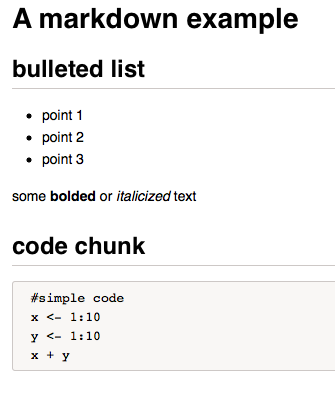 A markdown example
bulleted list
• point 1
• point 2
• point 3
some bolded or italicized text
code chunk
#simple code
x <- 1:10
y <- 1:10
x + y